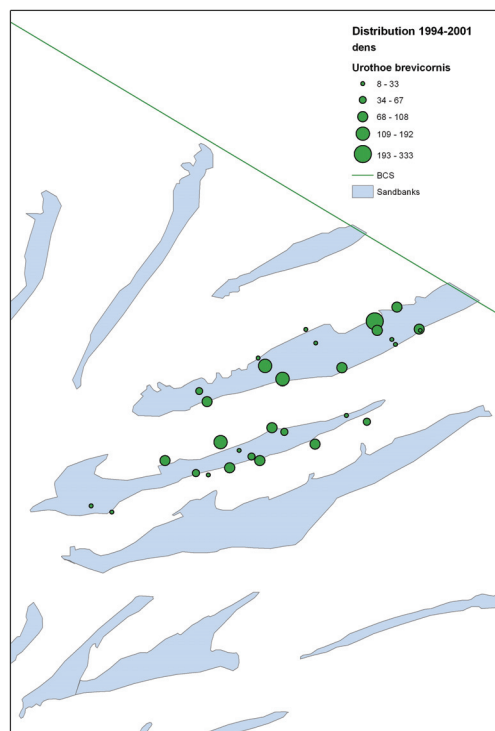 Distribution 1994-2001
dens
Urothoe brevicornis
8 - 33
34 - 67
68 - 108
109 - 192
193 - 333
BCS
Sandbanks